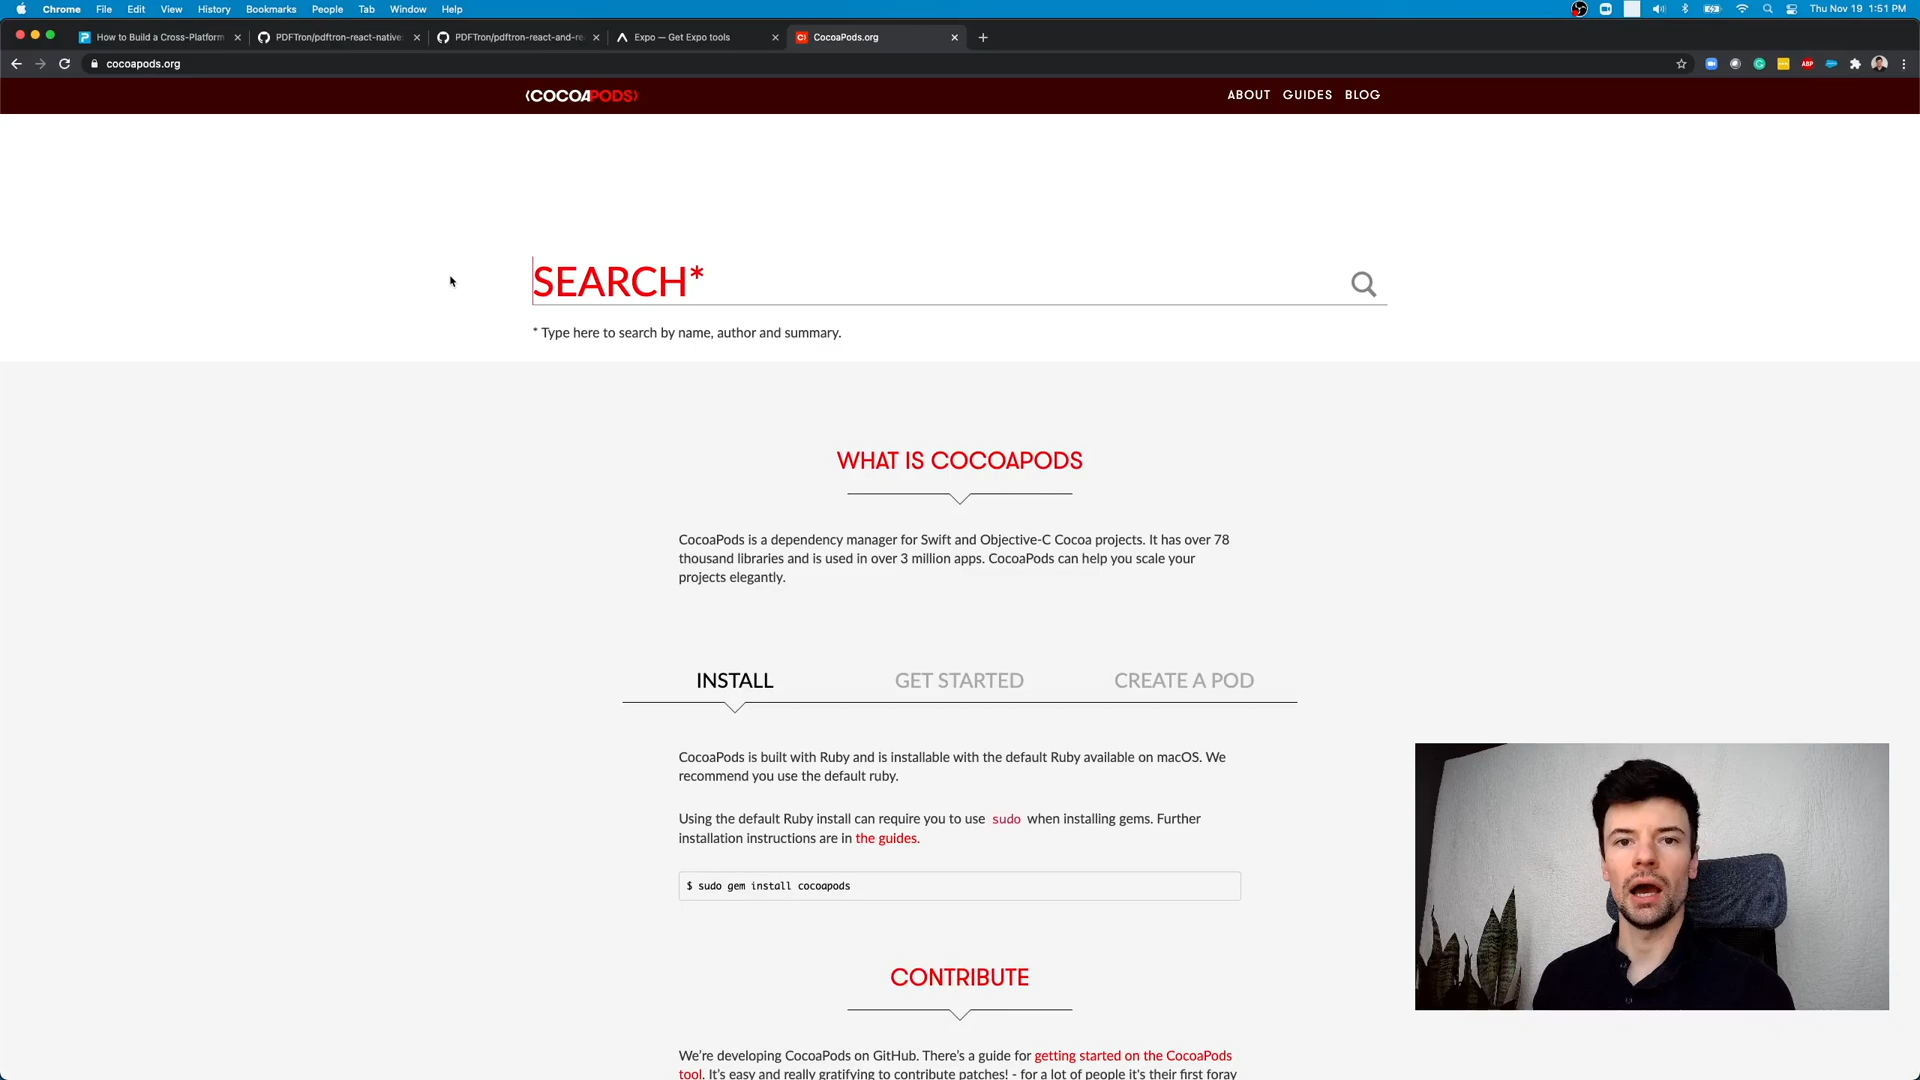 Chrome File Edit View History Bookmarks People Tab Window Help Thu Nov 19 1:51 PM
How to Build a Cross-Platform PDFTron/pdftron-react-native: PDFTron/pdftron-react-and-re Expo — Get Expo tools CocoaPods.org
cocoapods.org ABP
COCOAPODS ABOUT GUIDES BLOG
SEARCH*
* Type here to search by name, author and summary.
WHAT IS COCOAPODS
CocoaPods is a dependency manager for Swift and Objective-C Cocoa projects. It has over 78
thousand libraries and is used in over 3 million apps. CocoaPods can help you scale your
projects elegantly.
INSTALL GET STARTED CREATE A POD
CocoaPods is built with Ruby and is installable with the default Ruby available on macOS. We
recommend you use the default ruby.
Using the default Ruby install can require you to use sudo when installing gems. Further
installation instructions are in the guides.
$ sudo gem install cocoapods
CONTRIBUTE
We're developing CocoaPods on GitHub. There's a guide for getting started on the CocoaPods
tool. It's easy and really gratifying to contribute patches! - for a lot of people it's their first foray